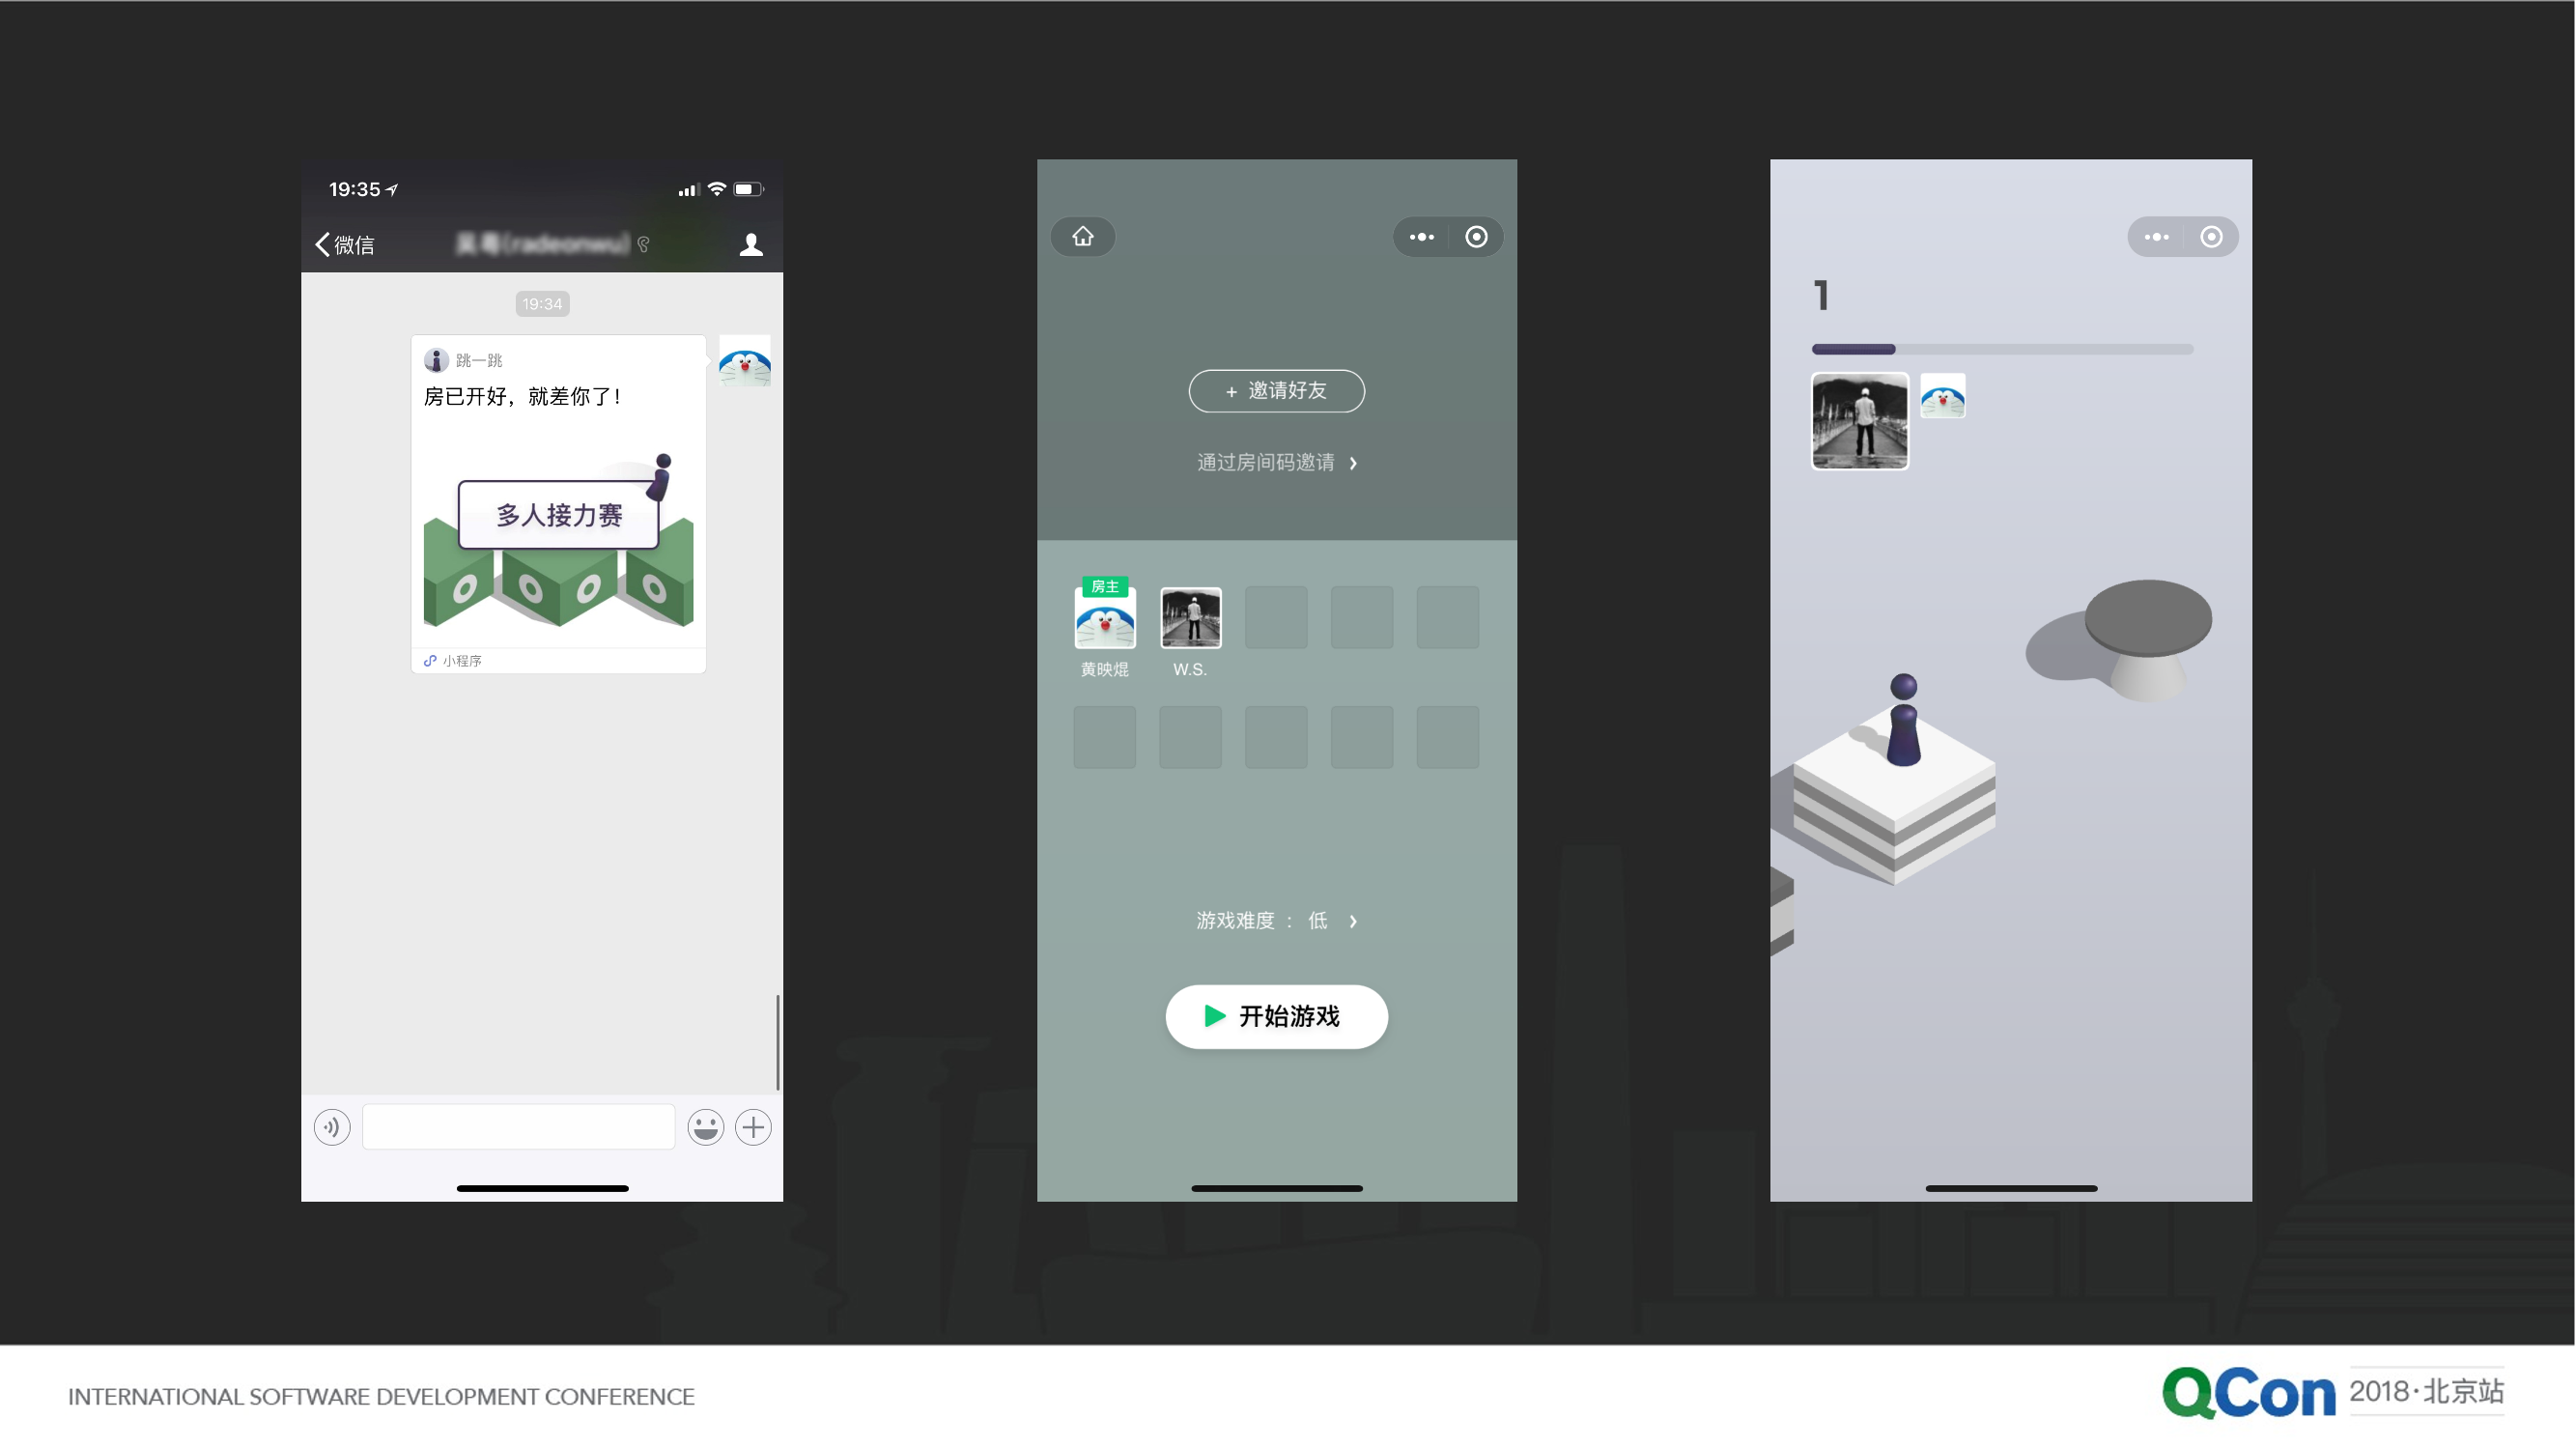 19:35
微信
19:34
跳一跳
房已开好，就差你了！
多人接力赛
小程序
+ 邀请好友
通过房间码邀请 ›
房主
黄映焜
W.S.
游戏难度 ： 低 ›
开始游戏
1
INTERNATIONAL SOFTWARE DEVELOPMENT CONFERENCE
QCon 2018·北京站